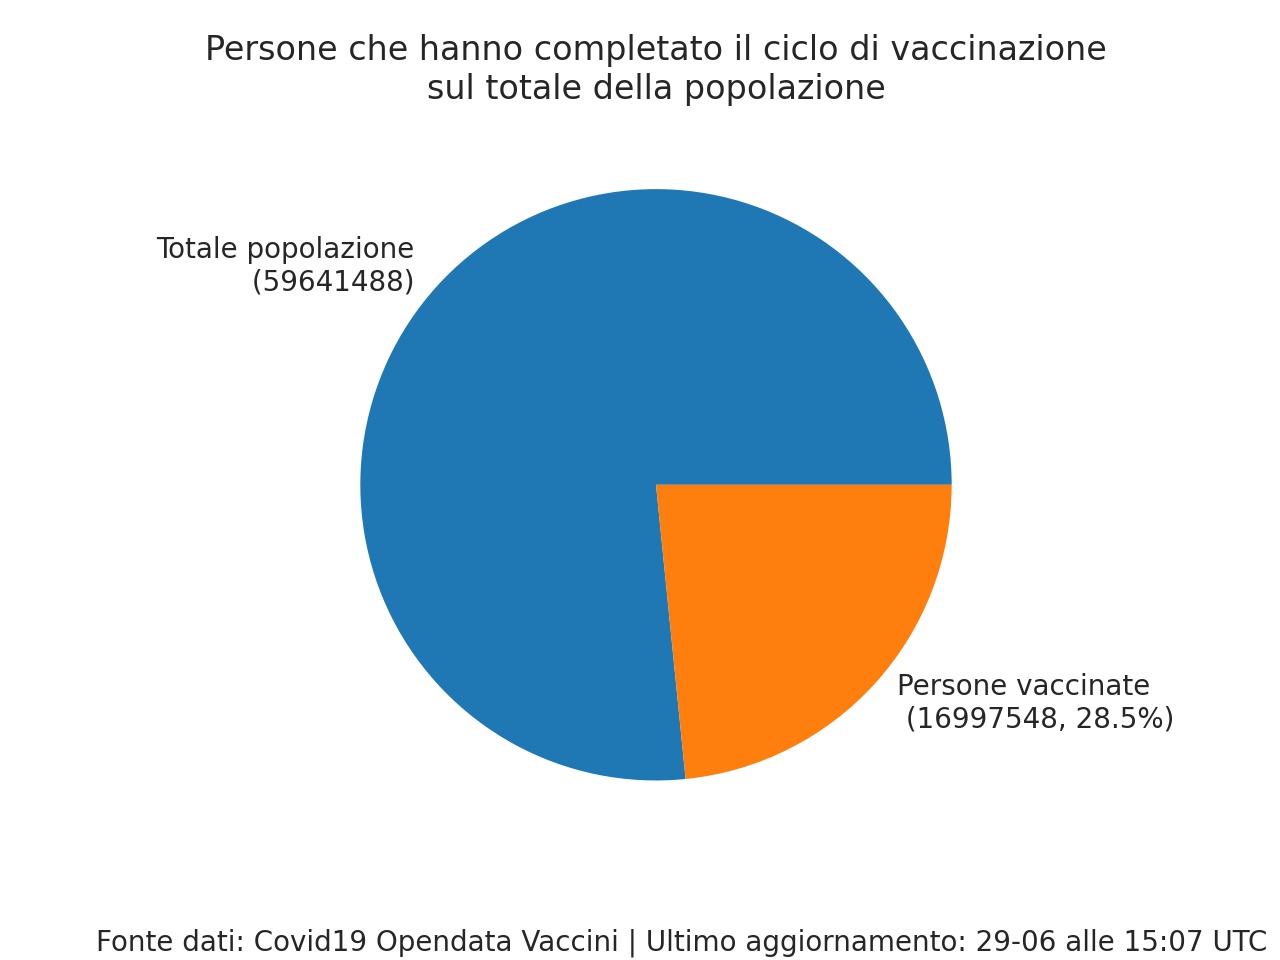 Persone che hanno completato il ciclo di vaccinazione
sul totale della popolazione
Totale popolazione
(59641488)
Persone vaccinate
(16997548, 28.5%)
Fonte dati: Covid19 Opendata Vaccini | Ultimo aggiornamento: 29-06 alle 15:07 UTC